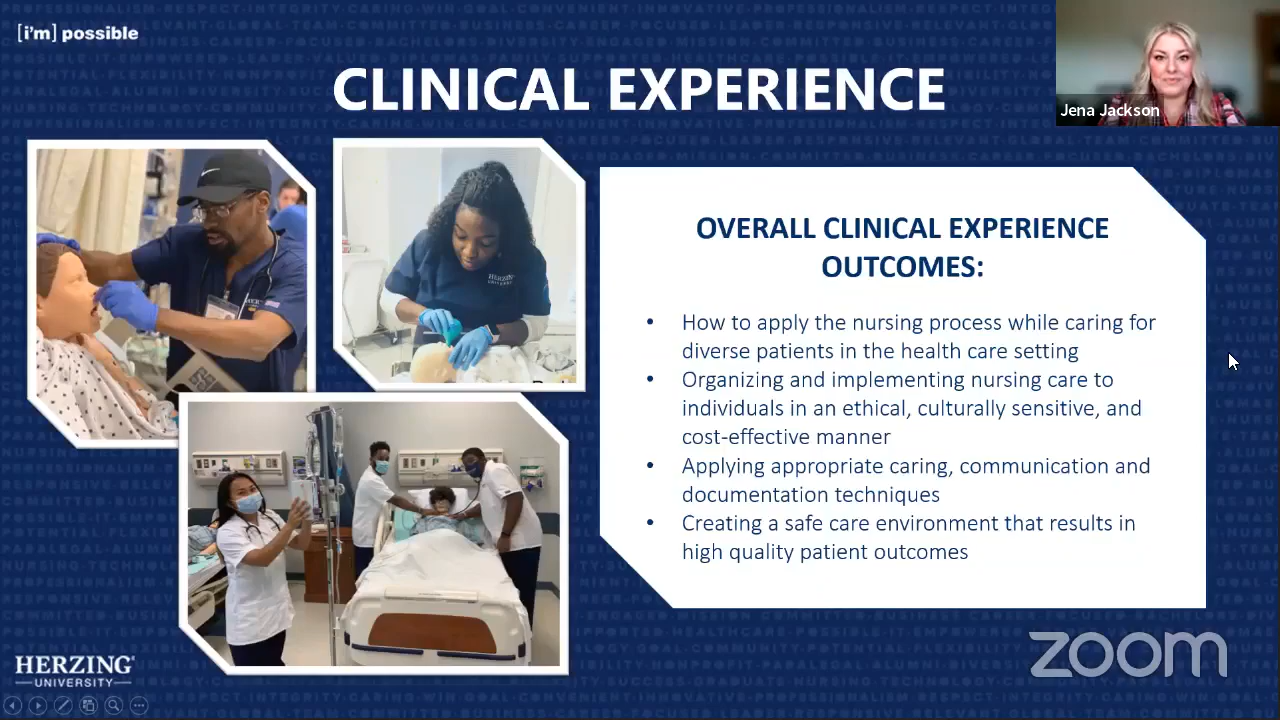 [i'm] possible
CLINICAL EXPERIENCE
Jena Jackson
OVERALL CLINICAL EXPERIENCE
OUTCOMES:
• How to apply the nursing process while caring for
diverse patients in the health care setting
• Organizing and implementing nursing care to
individuals in an ethical, culturally sensitive, and
cost-effective manner
• Applying appropriate caring, communication and
documentation techniques
• Creating a safe care environment that results in
high quality patient outcomes
HERZING
UNIVERSITY
HERZING
UNIVERSITY
zoom